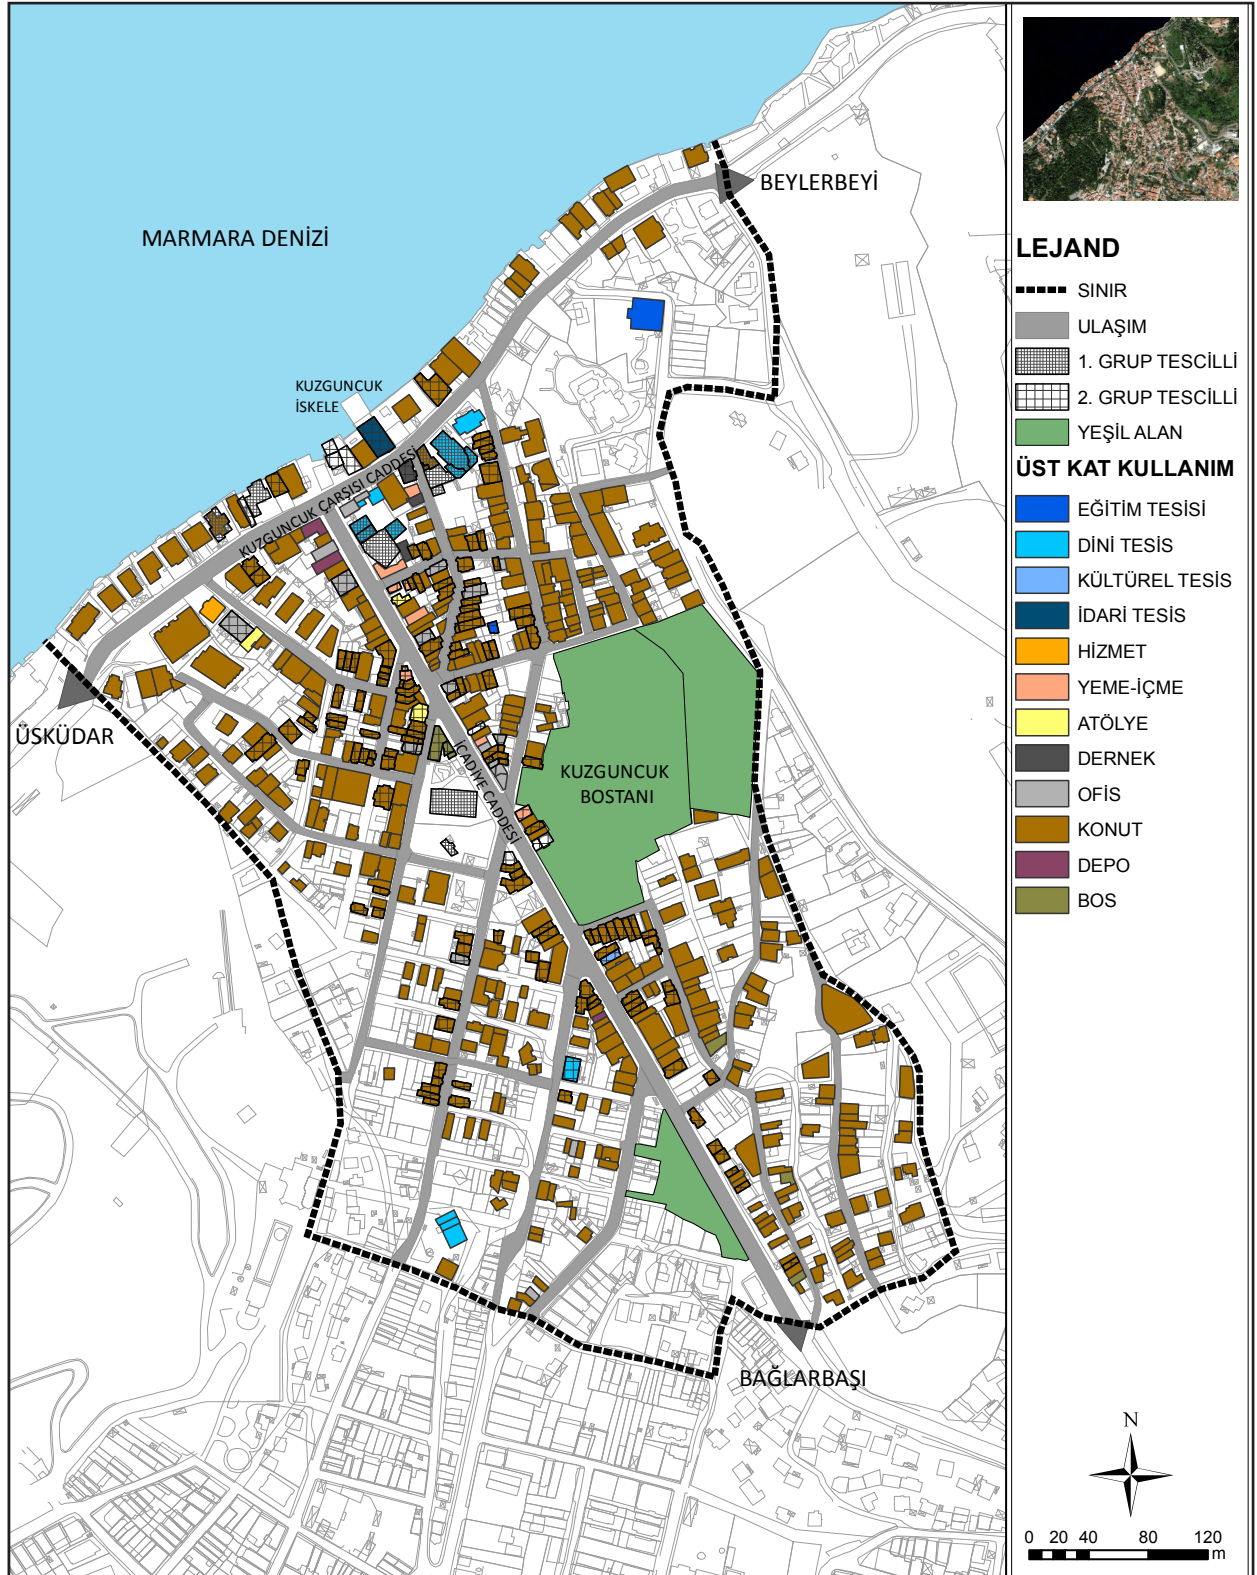 MARMARA DENİZİ
BEYLERBEYİ
KUZGUNCUK
İSKELE
KUZGUNCUK ÇARŞISI CADDESİ
ÜSKÜDAR
İCADİYE CADDESİ
KUZGUNCUK
BOSTANI
BAĞLARBAŞI
LEJAND
SINIR
ULAŞIM
1. GRUP TESCİLLİ
2. GRUP TESCİLLİ
YEŞİL ALAN
ÜST KAT KULLANIM
EĞİTİM TESİSİ
DİNİ TESİS
KÜLTÜREL TESİS
İDARİ TESİS
HİZMET
YEME-İÇME
ATÖLYE
DERNEK
OFİS
KONUT
DEPO
BOS
N
0 20 40 80 120
m